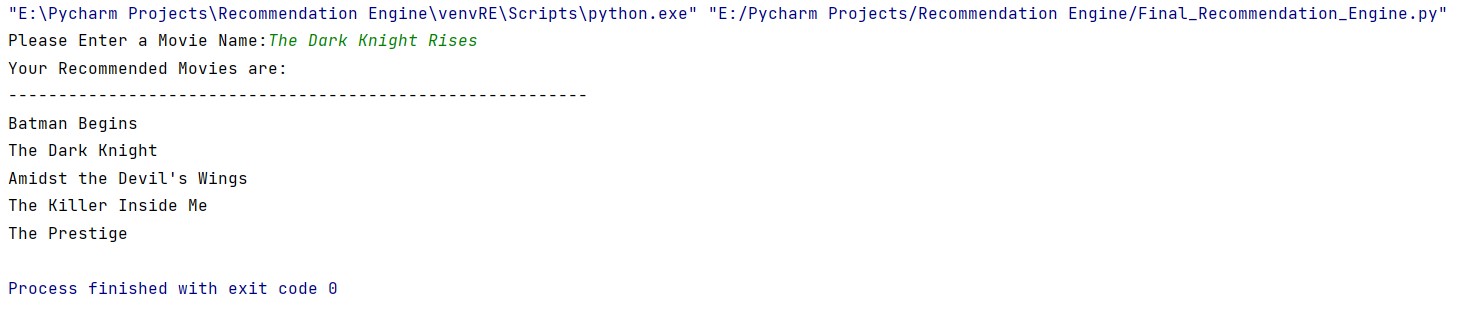 "E:\Pycharm Projects\Recommendation Engine\venvRE\Scripts\python.exe" "E:/Pycharm Projects/Recommendation Engine/Final_Recommendation_Engine.py"
Please Enter a Movie Name:The Dark Knight Rises
Your Recommended Movies are:
----------------------------------------------------------
Batman Begins
The Dark Knight
Amidst the Devil's Wings
The Killer Inside Me
The Prestige
Process finished with exit code 0